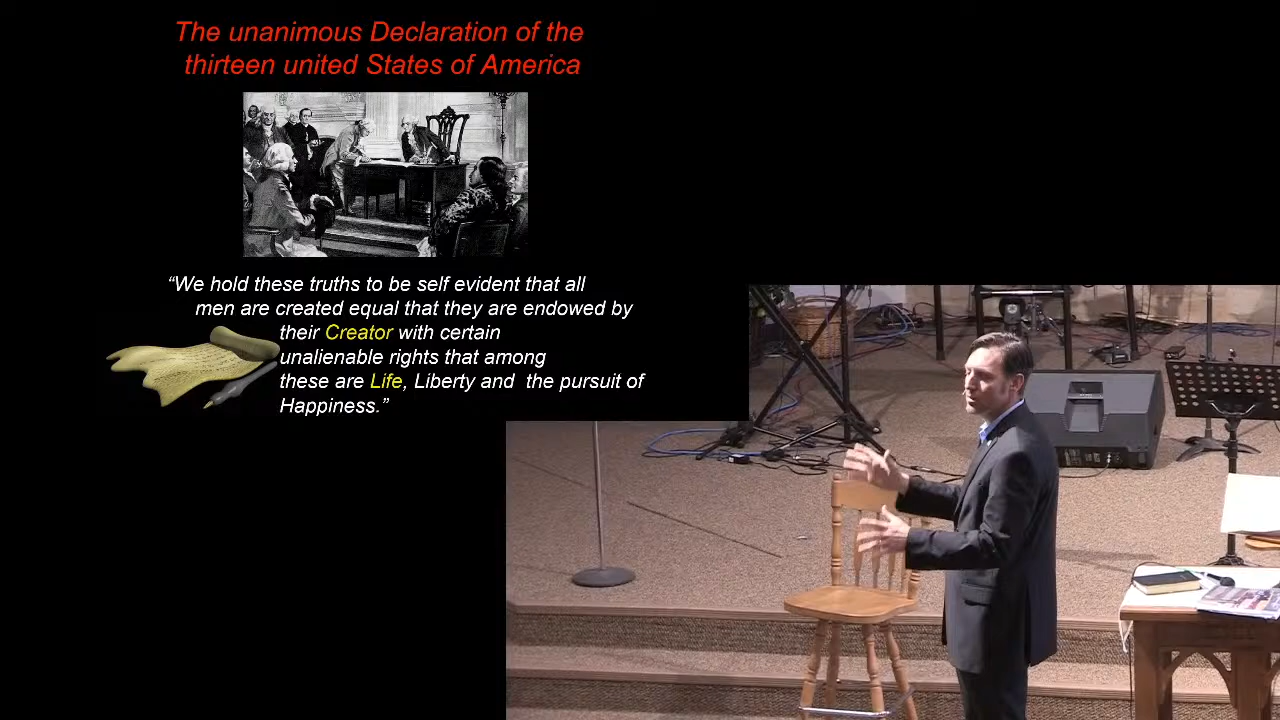 The unanimous Declaration of the
thirteen united States of America
“We hold these truths to be self evident that all
men are created equal that they are endowed by
their Creator with certain
unalienable rights that among
these are Life, Liberty and  the pursuit of
Happiness.”